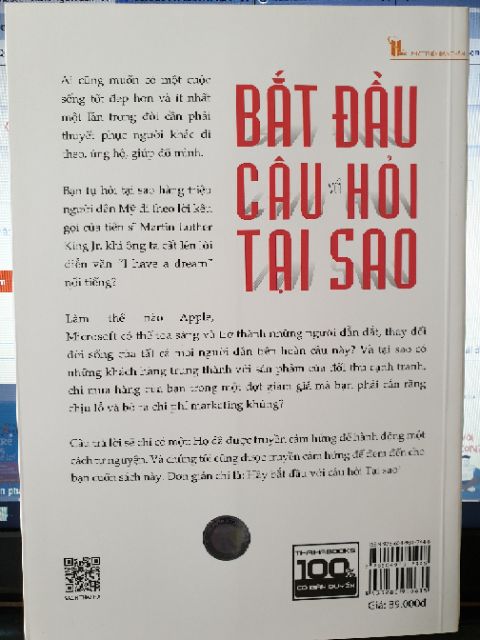 Ai cũng muốn có một cuộc
sống tốt đẹp hơn và ít nhất
một lần trong đời cần phải
thuyết phục người khác đi
theo, ủng hộ, giúp đỡ mình.
BẮT ĐẦU
VỚI
CÂU HỎI
TẠI SAO
Bạn tự hỏi tại sao hàng triệu
người dân Mỹ đi theo lời kêu
gọi của tiến sĩ Martin Luther
King Jr. khi ông ta cất lên lời
diễn văn "I have a dream"
nổi tiếng?
Làm thế nào Apple,
Microsoft có thể tỏa sáng và trở thành những người dẫn dắt, thay đổi
đời sống của tất cả mọi người dân trên hoàn cầu này? Và tại sao có
những khách hàng trung thành với sản phẩm của đối thủ cạnh tranh,
chỉ mua hàng của bạn trong một đợt giảm giá mà bạn phải cắn răng
chịu lỗ và bỏ ra chi phí marketing khủng?
Câu trả lời sẽ chỉ có một: Họ đã được truyền cảm hứng để hành động một
cách tự nguyện. Và chúng tôi cũng được truyền cảm hứng để đem đến cho
bạn cuốn sách này. Đơn giản chỉ là: Hãy bắt đầu với câu hỏi Tại sao!
THAIHABOOKS
100%
CÓ BẢN QUYỀN
Giá: 89.000đ